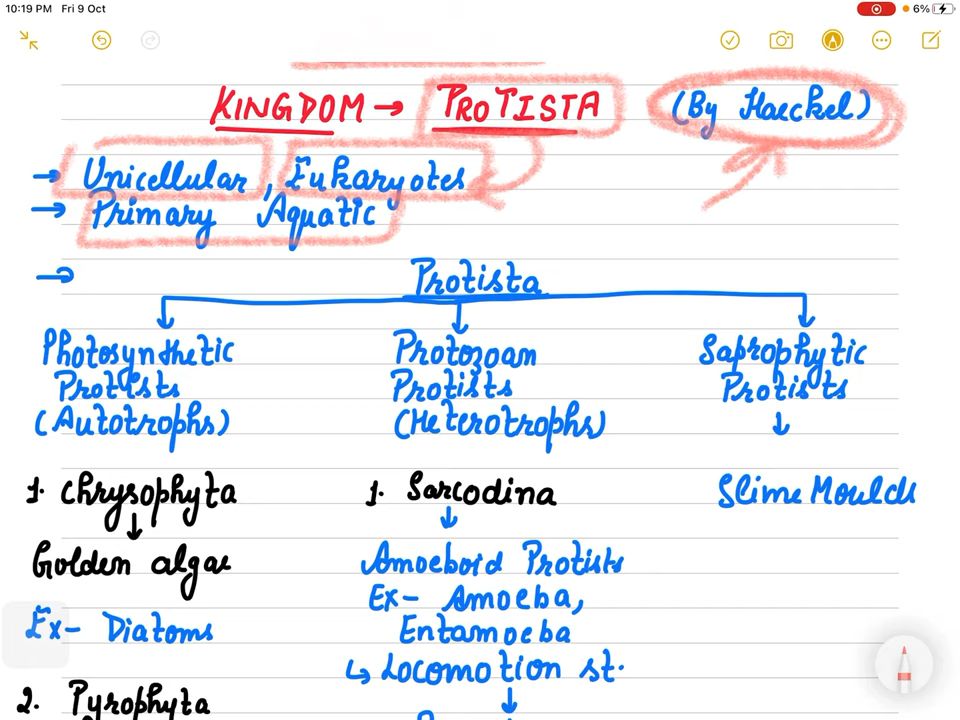 10:19 PM Fri 9 Oct
6%
KINGDOM → PROTISTA (By Haeckel)
→ Unicellular, Eukaryotes
→ Primary Aquatic
→ Protista
Photosynthetic Protists (Autotrophs)
Protozoan Protists (Heterotrophs)
Saprophytic Protists
↓
1. Chrysophyta
↓
Golden algae
Ex- Diatoms
2. Pyrophyta
1. Sarcodina
↓
Amoeboid Protists
Ex- Amoeba,
Entamoeba
↳ Locomotion st.
↓
Slime Moulds